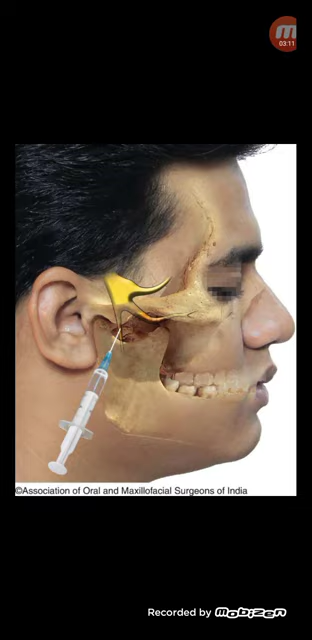 03:11
©Association of Oral and Maxillofacial Surgeons of India
Recorded by mobizen